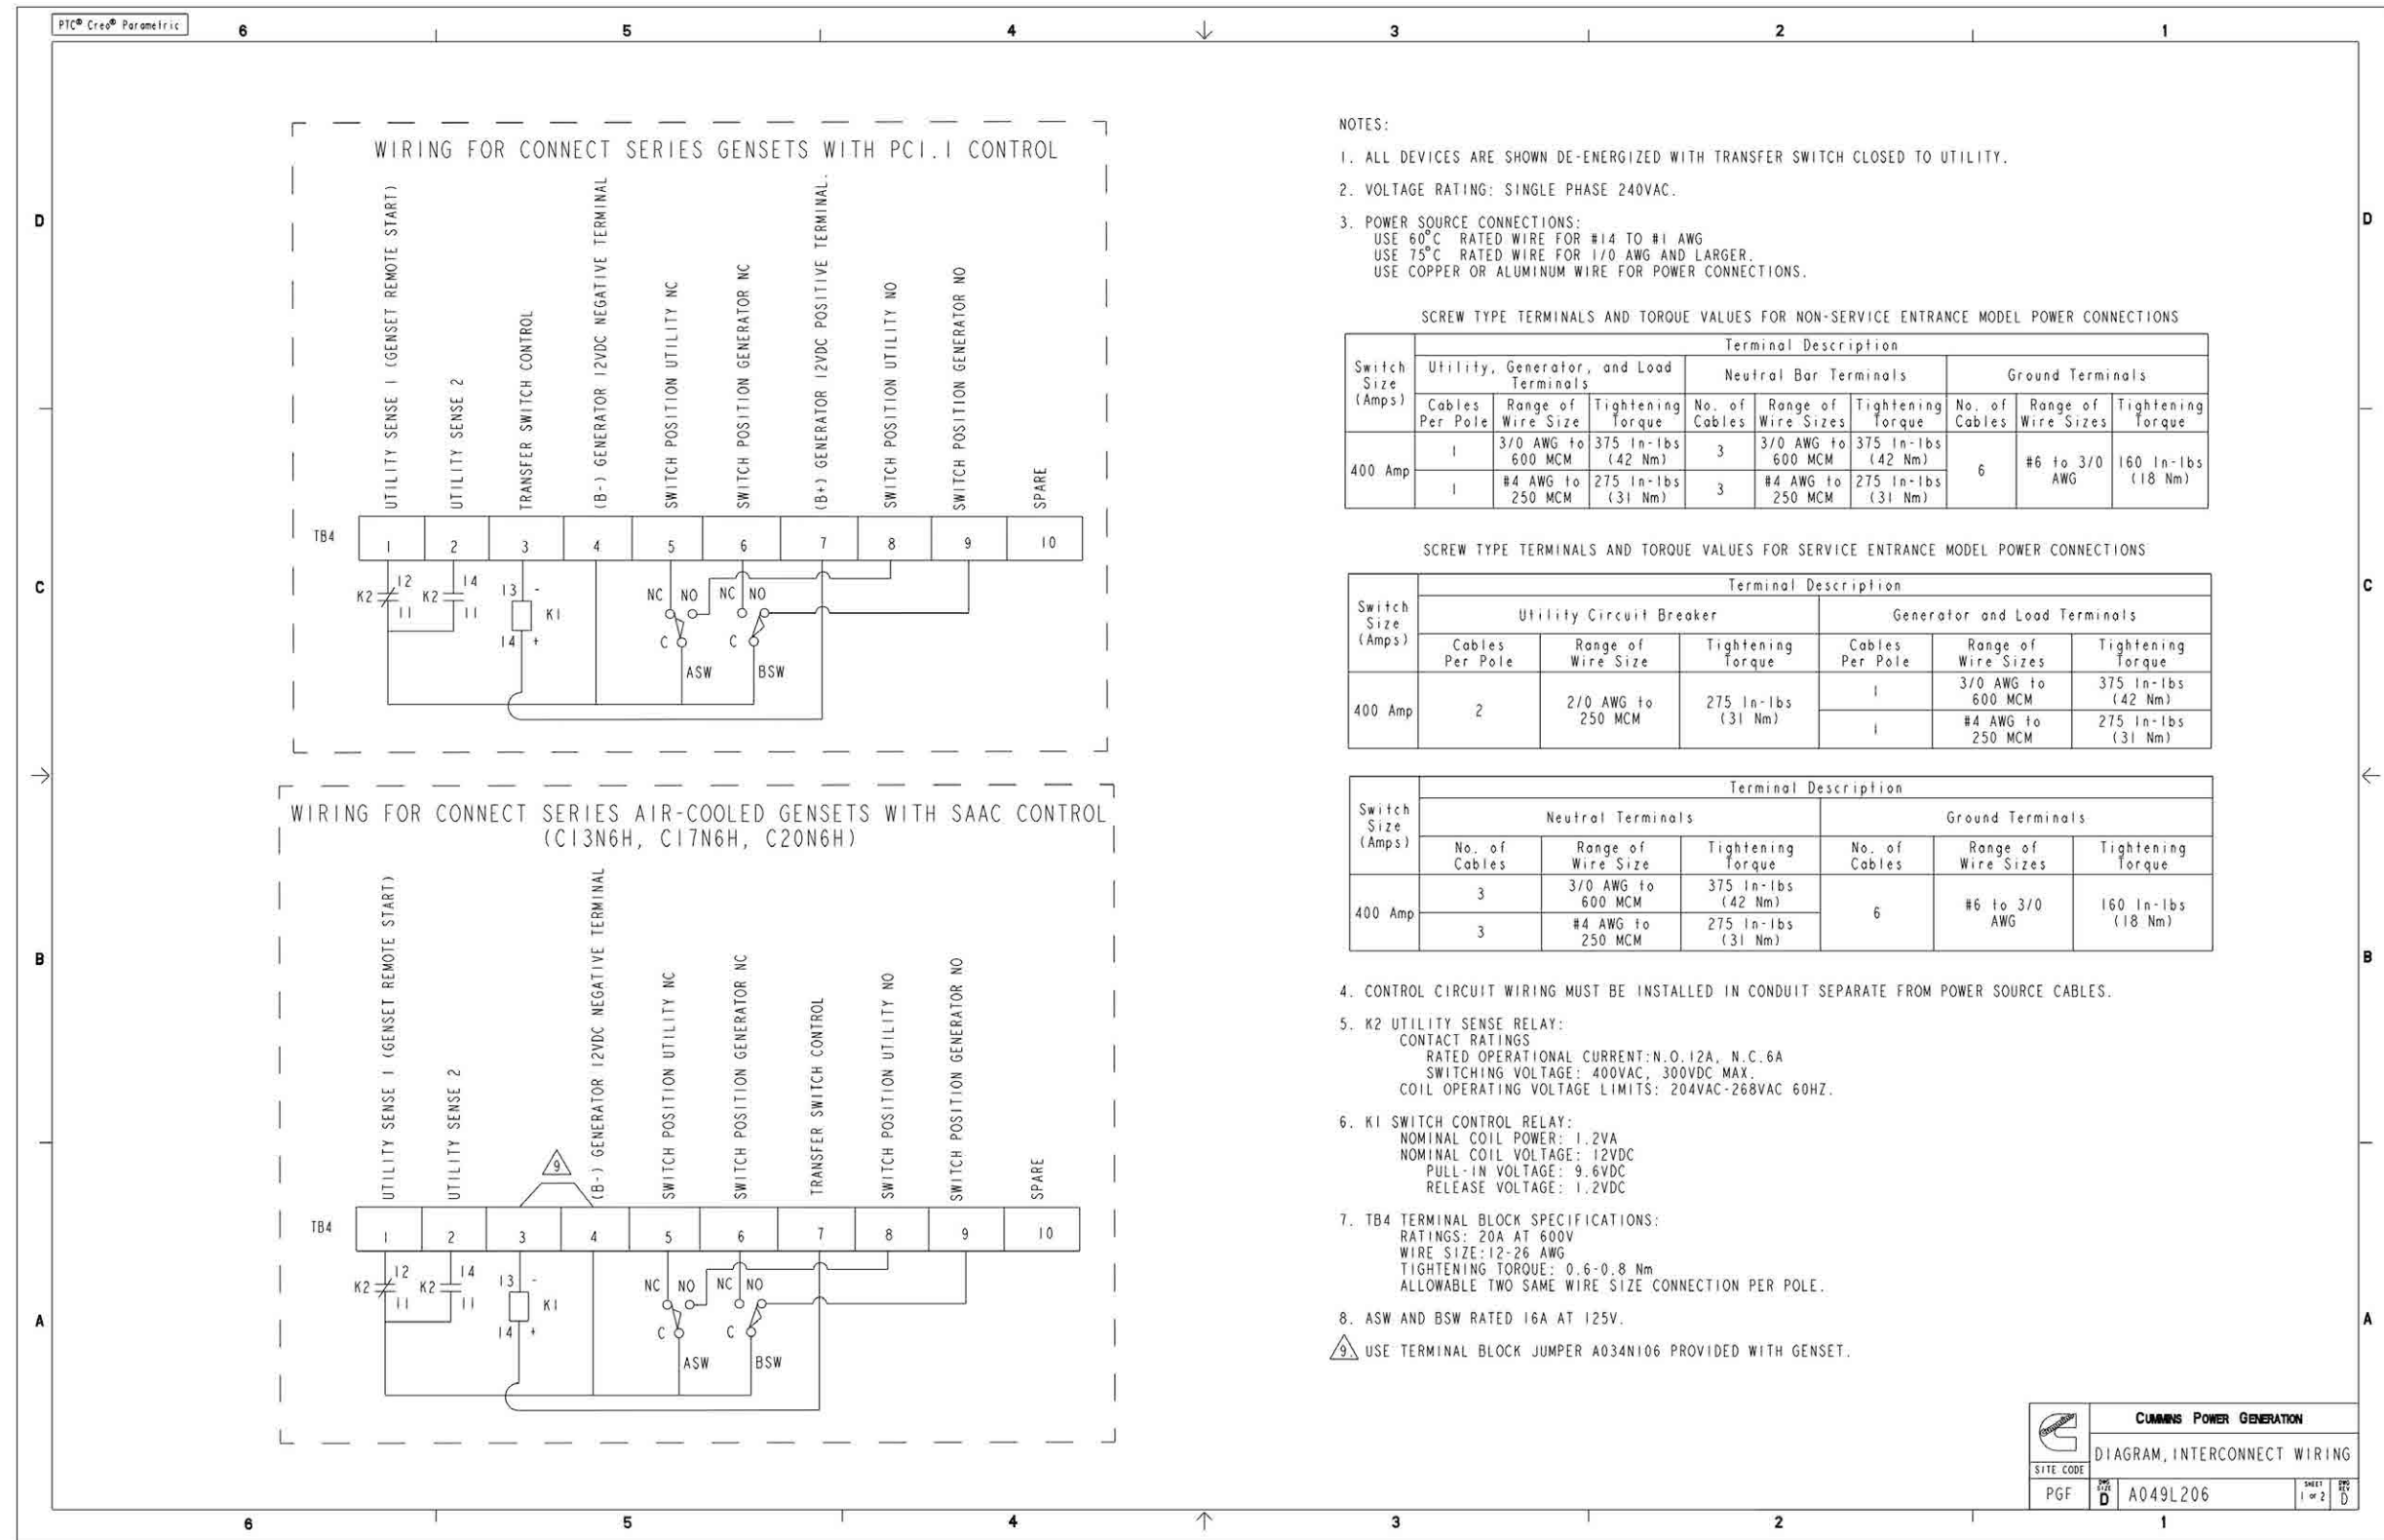 PTC® Creo® Parametric
6 5 4 3 2 1
D
C
B
A
WIRING FOR CONNECT SERIES GENSETS WITH PC1.1 CONTROL
UTILITY SENSE 1 (GENSET REMOTE START)
UTILITY SENSE 2
TRANSFER SWITCH CONTROL
(B-) GENERATOR 12VDC NEGATIVE TERMINAL
SWITCH POSITION UTILITY NC
SWITCH POSITION GENERATOR NC
(B+) GENERATOR 12VDC POSITIVE TERMINAL.
SWITCH POSITION UTILITY NO
SWITCH POSITION GENERATOR NO
SPARE
TB4 1 2 3 4 5 6 7 8 9 10
K2 12 11 K2 14 11 13 - K1 14 +
NC NO NC NO
C C
ASW BSW
WIRING FOR CONNECT SERIES AIR-COOLED GENSETS WITH SAAC CONTROL
(C13N6H, C17N6H, C20N6H)
UTILITY SENSE 1 (GENSET REMOTE START)
UTILITY SENSE 2
9
(B-) GENERATOR 12VDC NEGATIVE TERMINAL
SWITCH POSITION UTILITY NC
SWITCH POSITION GENERATOR NC
TRANSFER SWITCH CONTROL
SWITCH POSITION UTILITY NO
SWITCH POSITION GENERATOR NO
SPARE
TB4 1 2 3 4 5 6 7 8 9 10
K2 12 11 K2 14 11 13 - K1 14 +
NC NO NC NO
C C
ASW BSW
NOTES:
1. ALL DEVICES ARE SHOWN DE-ENERGIZED WITH TRANSFER SWITCH CLOSED TO UTILITY.
2. VOLTAGE RATING: SINGLE PHASE 240VAC.
3. POWER SOURCE CONNECTIONS:
USE 60°C RATED WIRE FOR #14 TO #1 AWG
USE 75°C RATED WIRE FOR 1/0 AWG AND LARGER.
USE COPPER OR ALUMINUM WIRE FOR POWER CONNECTIONS.
SCREW TYPE TERMINALS AND TORQUE VALUES FOR NON-SERVICE ENTRANCE MODEL POWER CONNECTIONS
Switch Size (Amps)
Terminal Description
Utility, Generator, and Load Terminals
Neutral Bar Terminals
Ground Terminals
Cables Per Pole
Range of Wire Size
Tightening Torque
No. of Cables
Range of Wire Sizes
Tightening Torque
No. of Cables
Range of Wire Sizes
Tightening Torque
400 Amp
1
3/0 AWG to 600 MCM
375 In-lbs (42 Nm)
3
3/0 AWG to 600 MCM
375 In-lbs (42 Nm)
6
#6 to 3/0 AWG
160 In-lbs (18 Nm)
1
#4 AWG to 250 MCM
275 In-lbs (31 Nm)
3
#4 AWG to 250 MCM
275 In-lbs (31 Nm)
SCREW TYPE TERMINALS AND TORQUE VALUES FOR SERVICE ENTRANCE MODEL POWER CONNECTIONS
Switch Size (Amps)
Terminal Description
Utility Circuit Breaker
Generator and Load Terminals
Cables Per Pole
Range of Wire Size
Tightening Torque
Cables Per Pole
Range of Wire Sizes
Tightening Torque
400 Amp
2
2/0 AWG to 250 MCM
275 In-lbs (31 Nm)
1
3/0 AWG to 600 MCM
375 In-lbs (42 Nm)
1
#4 AWG to 250 MCM
275 In-lbs (31 Nm)
Switch Size (Amps)
Terminal Description
Neutral Terminals
Ground Terminals
No. of Cables
Range of Wire Size
Tightening Torque
No. of Cables
Range of Wire Sizes
Tightening Torque
400 Amp
3
3/0 AWG to 600 MCM
375 In-lbs (42 Nm)
6
#6 to 3/0 AWG
160 In-lbs (18 Nm)
3
#4 AWG to 250 MCM
275 In-lbs (31 Nm)
4. CONTROL CIRCUIT WIRING MUST BE INSTALLED IN CONDUIT SEPARATE FROM POWER SOURCE CABLES.
5. K2 UTILITY SENSE RELAY:
CONTACT RATINGS
RATED OPERATIONAL CURRENT:N.O.12A, N.C.6A
SWITCHING VOLTAGE: 400VAC, 300VDC MAX.
COIL OPERATING VOLTAGE LIMITS: 204VAC-268VAC 60HZ.
6. K1 SWITCH CONTROL RELAY:
NOMINAL COIL POWER: 1.2VA
NOMINAL COIL VOLTAGE: 12VDC
PULL-IN VOLTAGE: 9.6VDC
RELEASE VOLTAGE: 1.2VDC
7. TB4 TERMINAL BLOCK SPECIFICATIONS:
RATINGS: 20A AT 600V
WIRE SIZE:12-26 AWG
TIGHTENING TORQUE: 0.6-0.8 Nm
ALLOWABLE TWO SAME WIRE SIZE CONNECTION PER POLE.
8. ASW AND BSW RATED 16A AT 125V.
9. USE TERMINAL BLOCK JUMPER A034N106 PROVIDED WITH GENSET.
Cummins Power Generation
DIAGRAM, INTERCONNECT WIRING
SITE CODE
PGF
DWG SIZE D
A049L206
SHEET 1 OF 2
DWG REV D
D
C
B
A
6 5 4 3 2 1